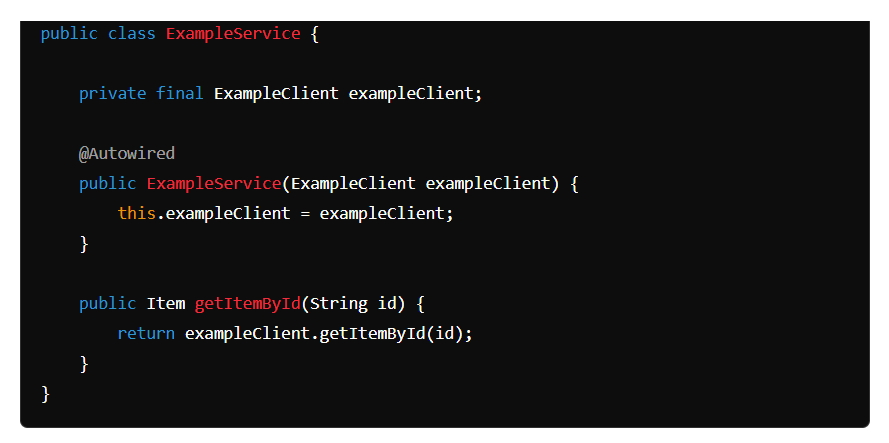 public class ExampleService {
private final ExampleClient exampleClient;
@Autowired
public ExampleService(ExampleClient exampleClient) {
this.exampleClient = exampleClient;
}
public Item getItemById(String id) {
return exampleClient.getItemById(id);
}
}